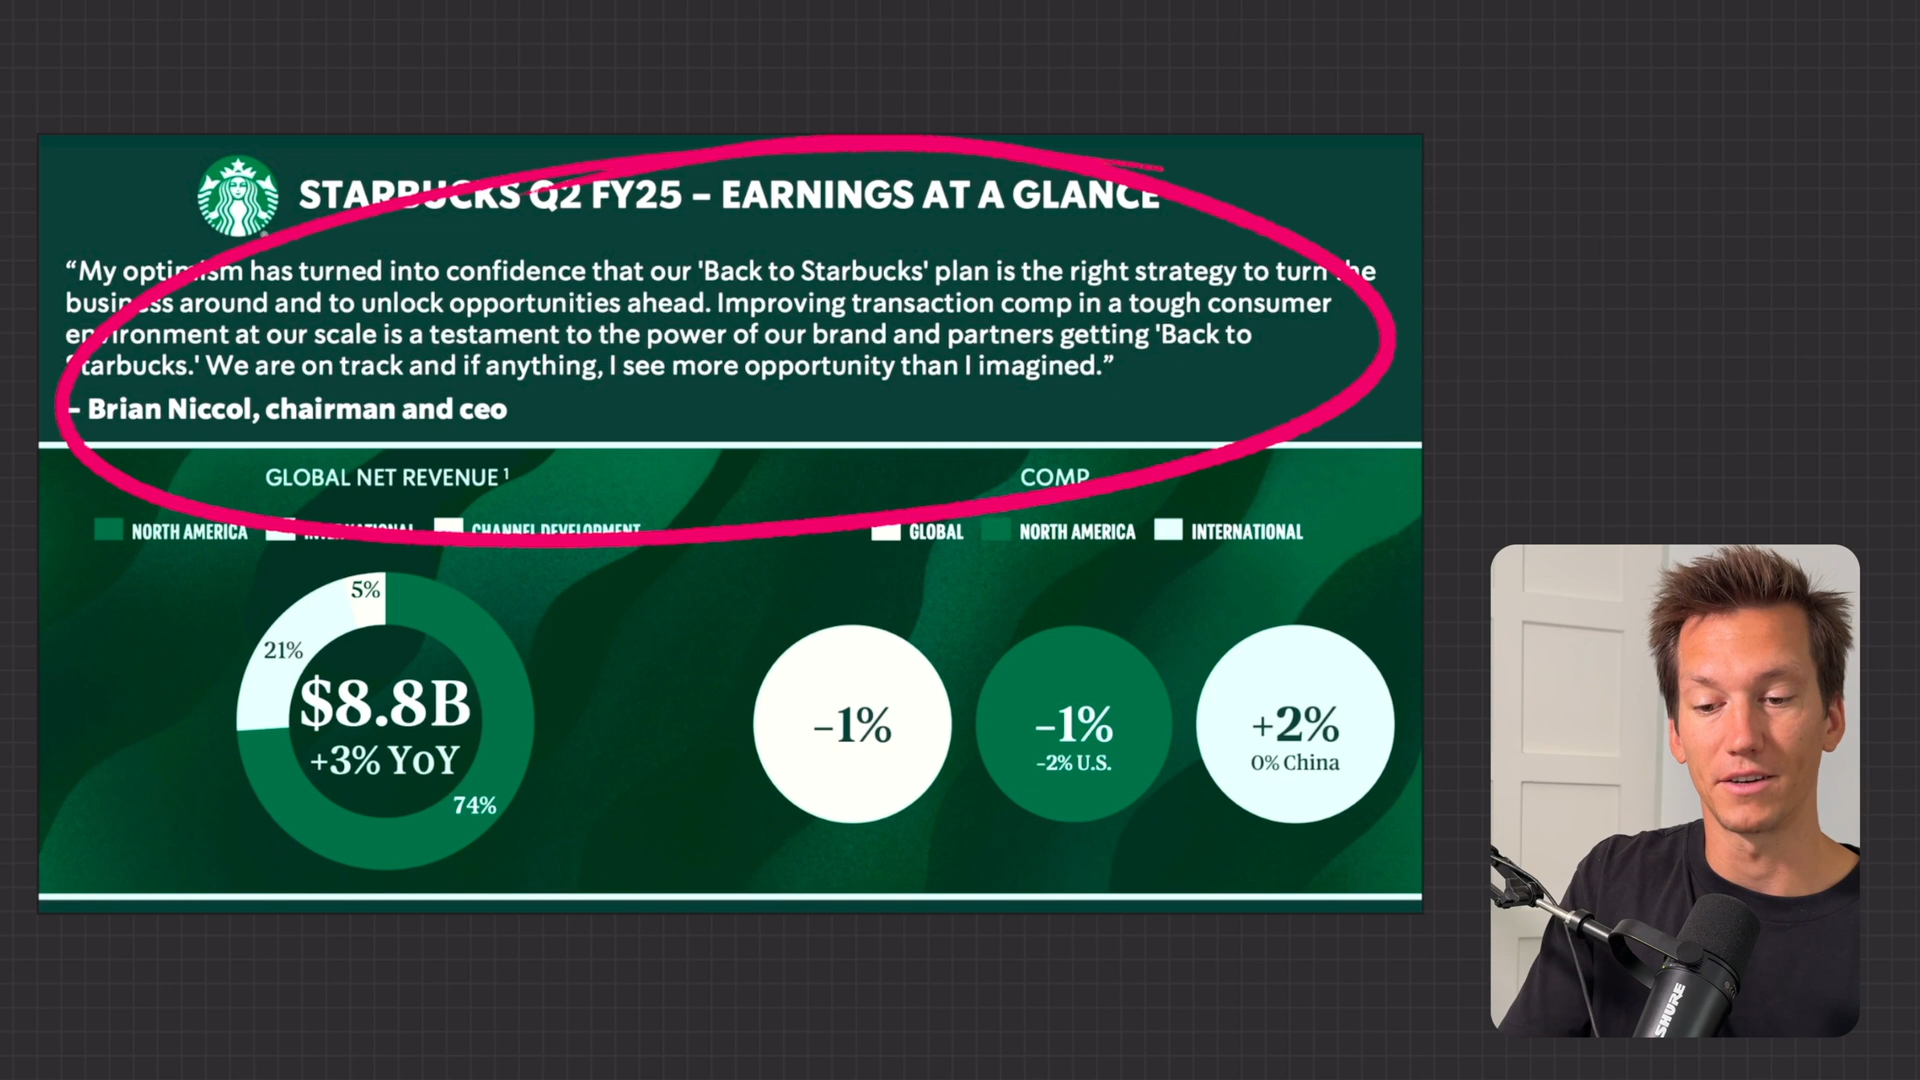 STARBUCKS Q2 FY25 – EARNINGS AT A GLANCE
“My optimism has turned into confidence that our 'Back to Starbucks' plan is the right strategy to turn the
business around and to unlock opportunities ahead. Improving transaction comp in a tough consumer
environment at our scale is a testament to the power of our brand and partners getting 'Back to
Starbucks.' We are on track and if anything, I see more opportunity than I imagined.”
– Brian Niccol, chairman and ceo
GLOBAL NET REVENUE ¹
NORTH AMERICA INTERNATIONAL CHANNEL DEVELOPMENT
5%
21%
$8.8B
+3% YoY
74%
COMP
GLOBAL NORTH AMERICA INTERNATIONAL
–1%
–1%
–2% U.S.
+2%
0% China
SHURE